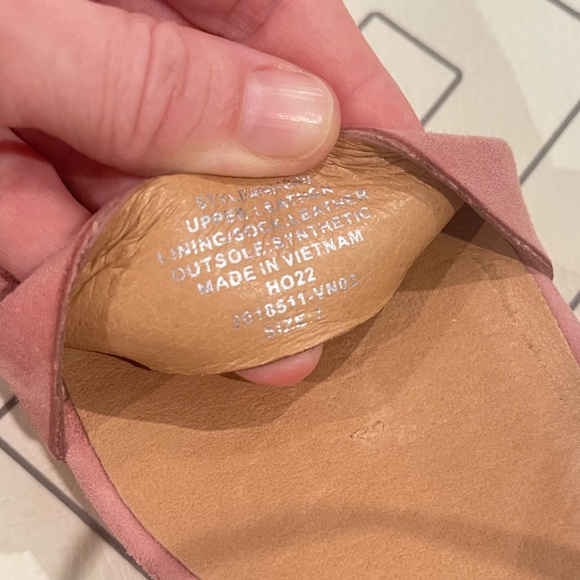 UPPER:LEATHER
LINING/SOCK:LEATHER
OUTSOLE:SYNTHETIC
MADE IN VIETNAM
HO22
SIZE:7